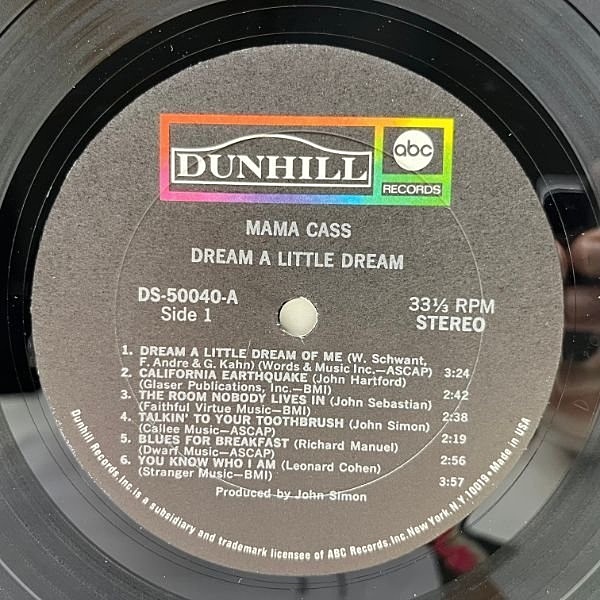 DUNHILL
abc
RECORDS
MAMA CASS
DREAM A LITTLE DREAM
DS-50040-A
Side 1
33⅓ RPM
STEREO
1. DREAM A LITTLE DREAM OF ME (W. Schwant,
F. Andre & G. Kahn) (Words & Music Inc.—ASCAP) 3:24
2. CALIFORNIA EARTHQUAKE (John Hartford)
(Glaser Publications, Inc.—BMI) 2:42
3. THE ROOM NOBODY LIVES IN (John Sebastian)
(Faithful Virtue Music—BMI) 2:38
4. TALKIN' TO YOUR TOOTHBRUSH (John Simon)
(Callee Music—ASCAP) 2:19
5. BLUES FOR BREAKFAST (Richard Manuel)
(Dwarf Music—ASCAP) 2:56
6. YOU KNOW WHO I AM (Leonard Cohen)
(Stranger Music—BMI) 3:57
Produced by John Simon
Dunhill Records, Inc. is a subsidiary and trademark licensee of ABC Records, Inc. New York, N.Y. 10019 • Made in USA